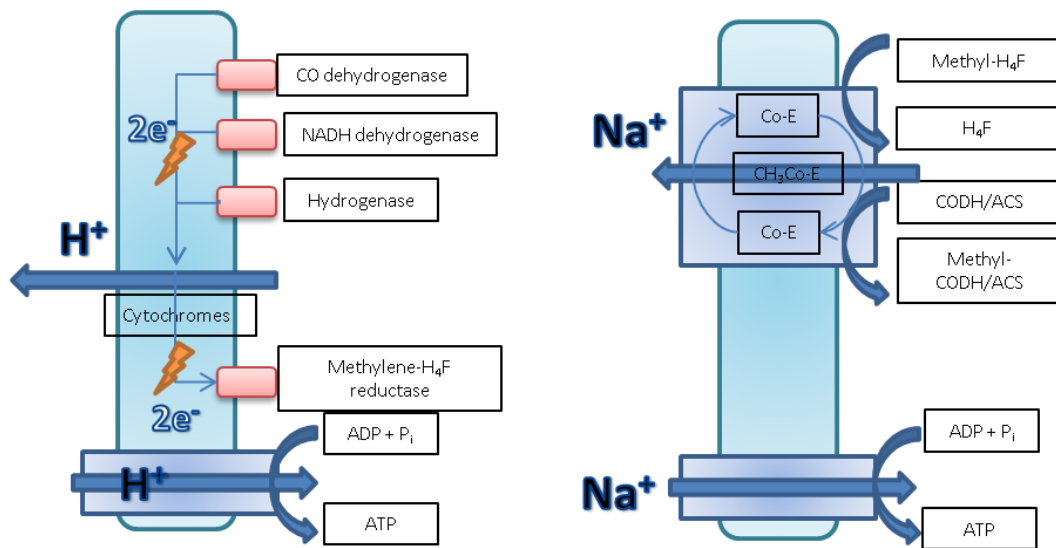 CO dehydrogenase
2e⁻
NADH dehydrogenase
Hydrogenase
H⁺
Cytochromes
Methylene-H₄F
reductase
2e⁻
ADP + Pᵢ
H⁺
ATP
Methyl-H₄F
Co-E
Na⁺
H₄F
CH₃Co-E
CODH/ACS
Co-E
Methyl-
CODH/ACS
ADP + Pᵢ
Na⁺
ATP